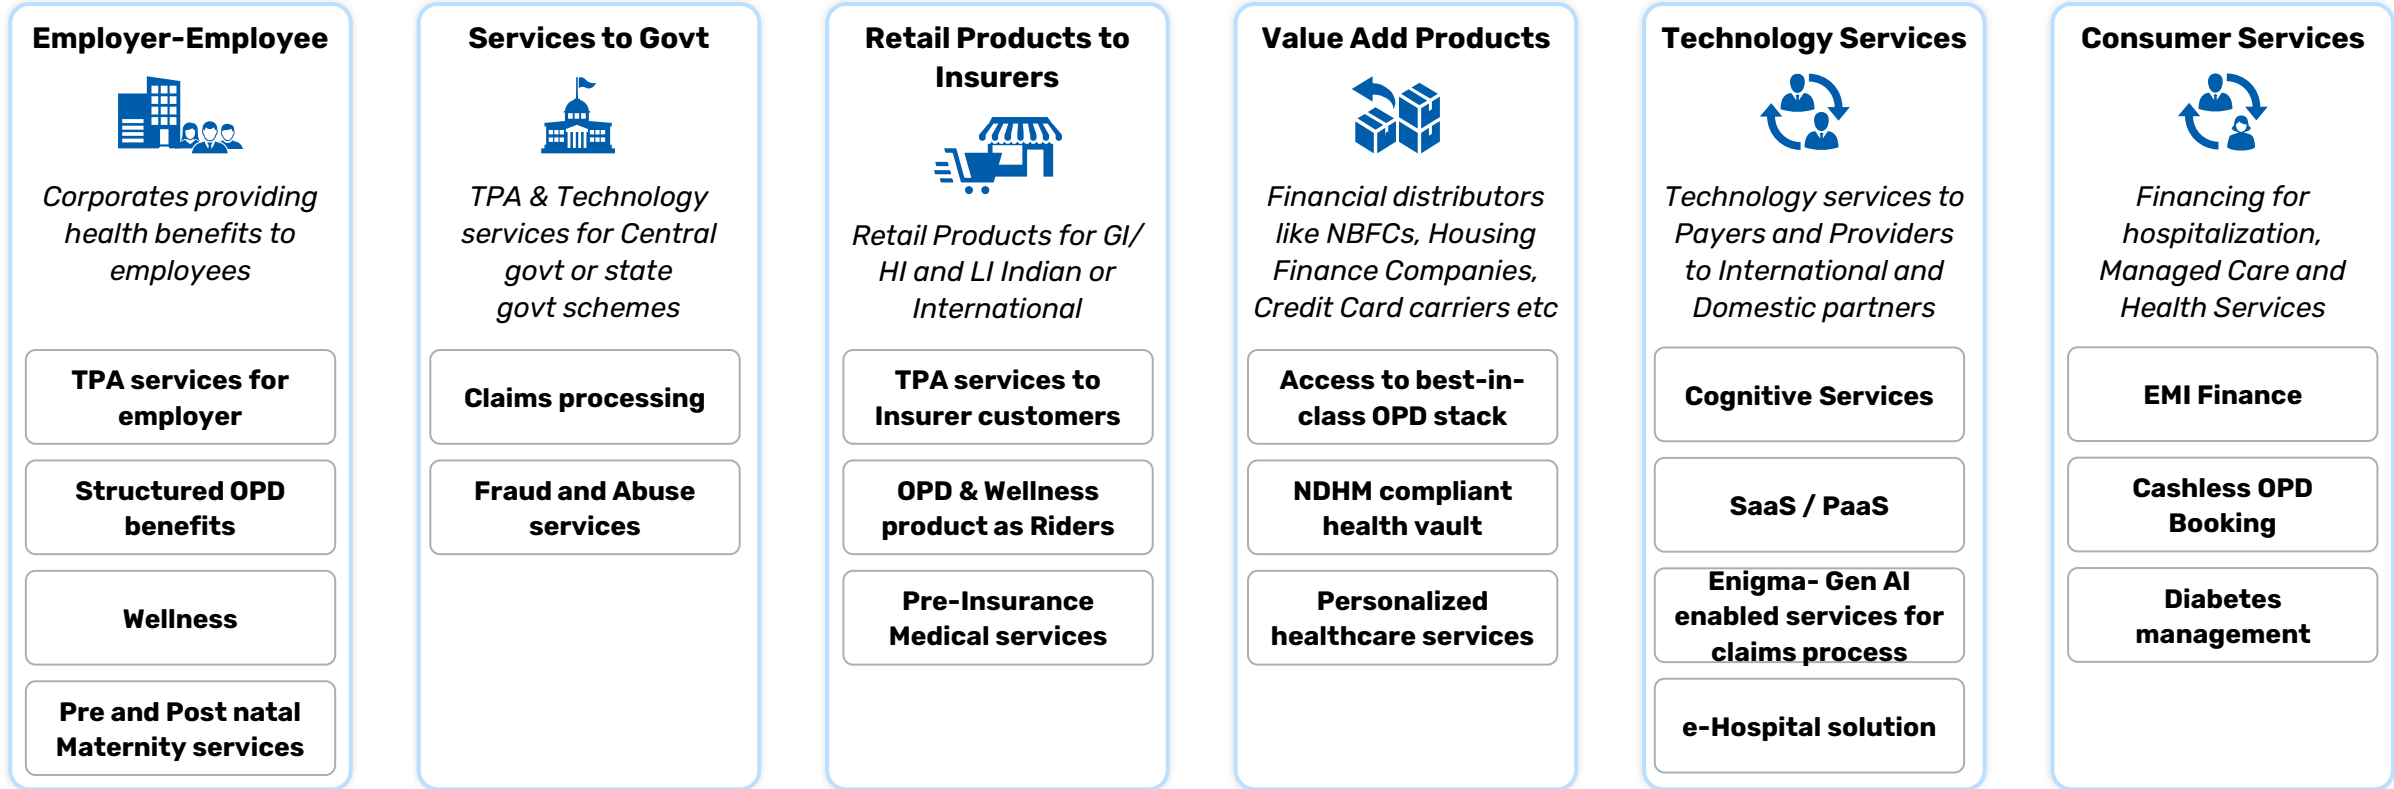 Employer-Employee
Corporates providing
health benefits to
employees
TPA services for
employer
Structured OPD
benefits
Wellness
Pre and Post natal
Maternity services
Services to Govt
TPA & Technology
services for Central
govt or state
govt schemes
Claims processing
Fraud and Abuse
services
Retail Products to
Insurers
Retail Products for GI/
HI and LI Indian or
International
TPA services to
Insurer customers
OPD & Wellness
product as Riders
Pre-Insurance
Medical services
Value Add Products
Financial distributors
like NBFCs, Housing
Finance Companies,
Credit Card carriers etc
Access to best-in-
class OPD stack
NDHM compliant
health vault
Personalized
healthcare services
Technology Services
Technology services to
Payers and Providers
to International and
Domestic partners
Cognitive Services
SaaS / PaaS
Enigma- Gen AI
enabled services for
claims process
e-Hospital solution
Consumer Services
Financing for
hospitalization,
Managed Care and
Health Services
EMI Finance
Cashless OPD
Booking
Diabetes
management